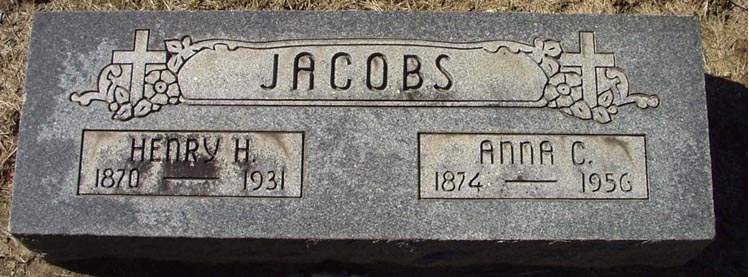 JACOBS
HENRY H.
1870 — 1931
ANNA C.
1874 — 1956